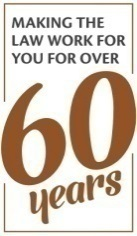 MAKING THE
LAW WORK FOR
YOU FOR OVER
60
years